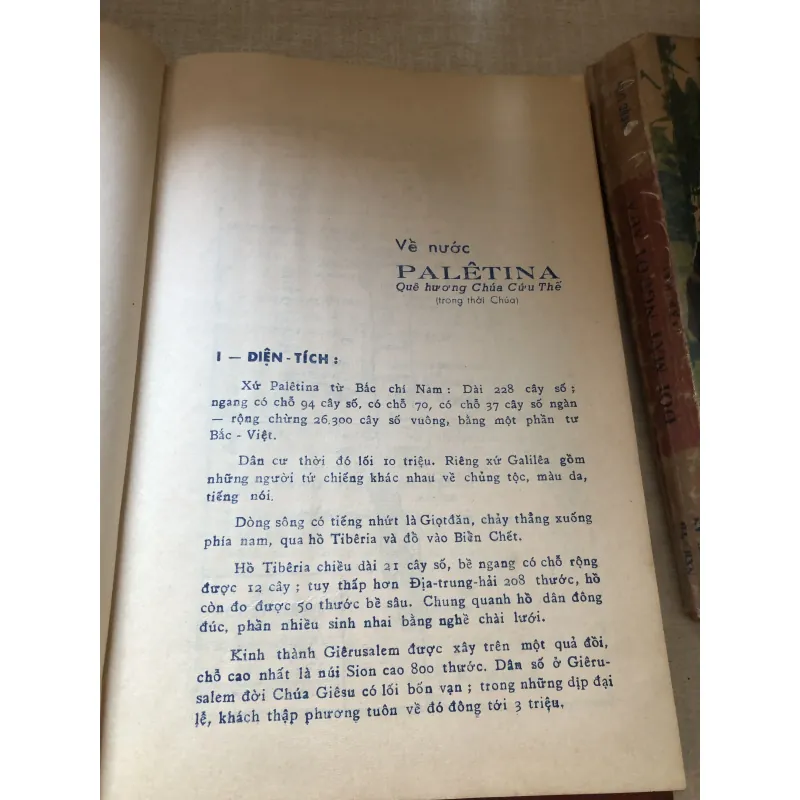 Về nước
PALÊTINA
Quê hương Chúa Cứu Thế
(trong thời Chúa)
I — DIỆN-TÍCH :
Xứ Palêtina từ Bắc chí Nam : Dài 228 cây số ;
ngang có chỗ 94 cây số, có chỗ 70, có chỗ 37 cây số ngàn
— rộng chừng 26.300 cây số vuông, bằng một phần tư
Bắc - Việt.
Dân cư thời đó lối 10 triệu. Riêng xứ Galilêa gồm
những người tứ chiếng khác nhau về chủng tộc, màu da,
tiếng nói.
Dòng sông có tiếng nhứt là Giọtđăn, chảy thẳng xuống
phía nam, qua hồ Tibêria và đổ vào Biển Chết.
Hồ Tibêria chiều dài 21 cây số, bề ngang có chỗ rộng
được 12 cây ; tuy thấp hơn Địa-trung-hải 208 thước, hồ
còn đo được 50 thước bề sâu. Chung quanh hồ dân đông
đúc, phần nhiều sinh nhai bằng nghề chài lưới.
Kinh thành Giêrusalem được xây trên một quả đồi,
chỗ cao nhất là núi Sion cao 800 thước. Dân số ở Giêru-
salem đời Chúa Giêsu có lối bốn vạn ; trong những dịp đại
lễ, khách thập phương tuôn về đó đông tới 3 triệu.